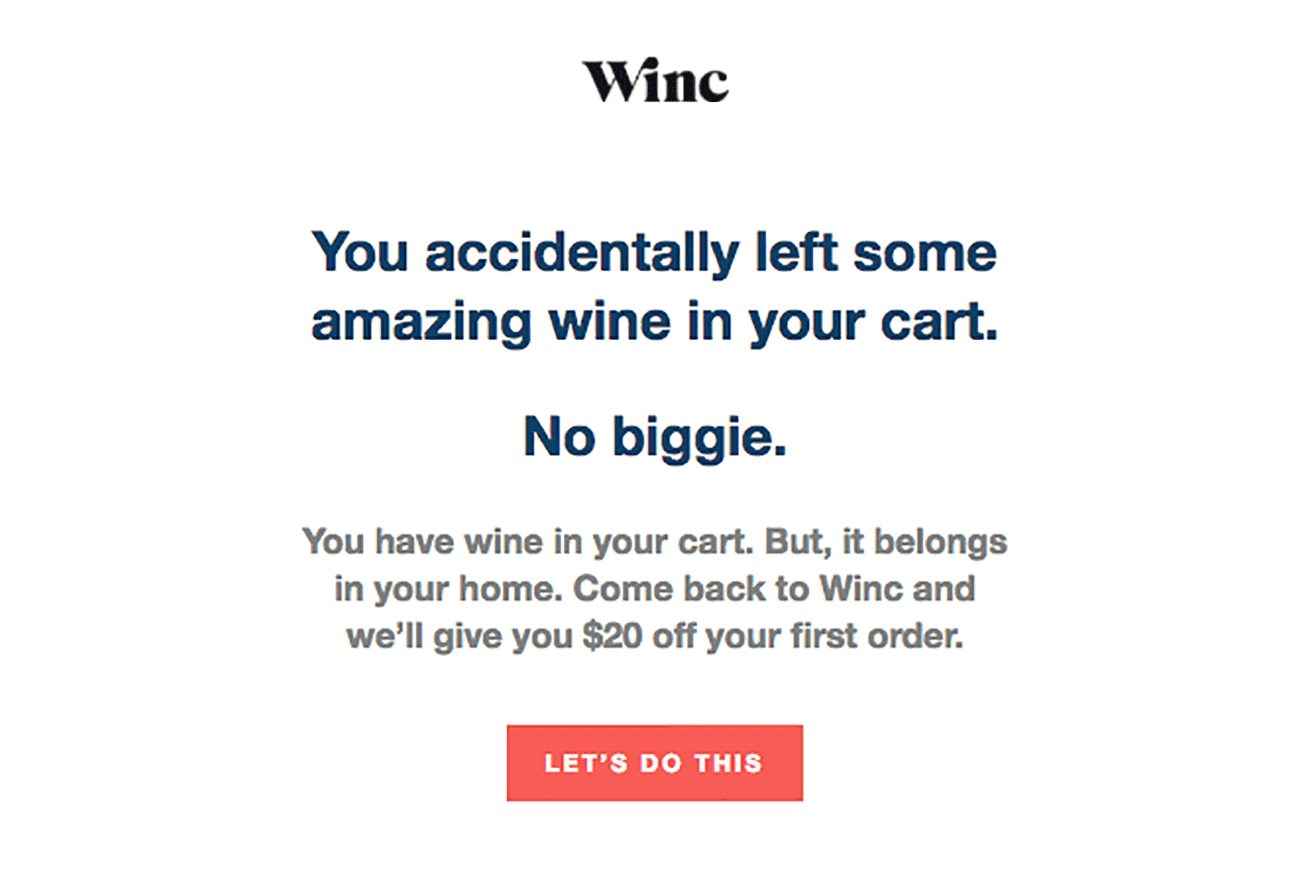 Winc
You accidentally left some
amazing wine in your cart.
No biggie.
You have wine in your cart. But, it belongs
in your home. Come back to Winc and
we’ll give you $20 off your first order.
LET’S DO THIS